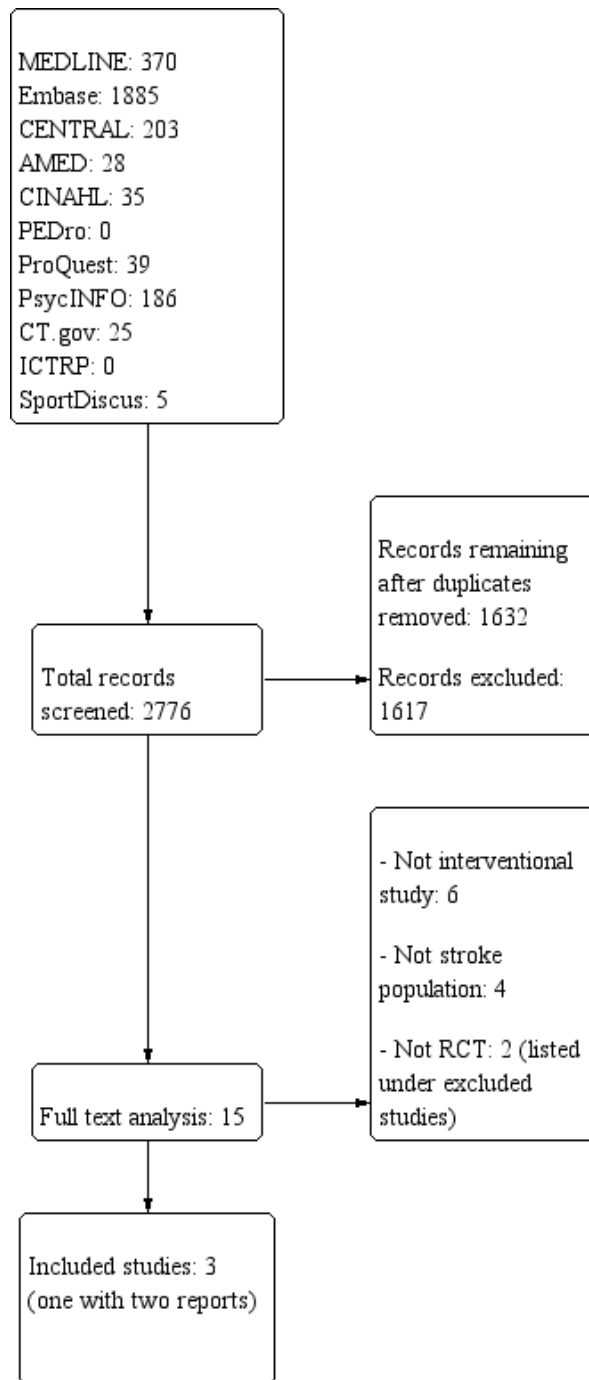 MEDLINE: 370
Embase: 1885
CENTRAL: 203
AMED: 28
CINAHL: 35
PEDro: 0
ProQuest: 39
PsycINFO: 186
CT.gov: 25
ICTRP: 0
SportDiscus: 5
Records remaining
after duplicates
removed: 1632
Records excluded:
1617
Total records
screened: 2776
- Not interventional
study: 6
- Not stroke
population: 4
- Not RCT: 2 (listed
under excluded
studies)
Full text analysis: 15
Included studies: 3
(one with two reports)